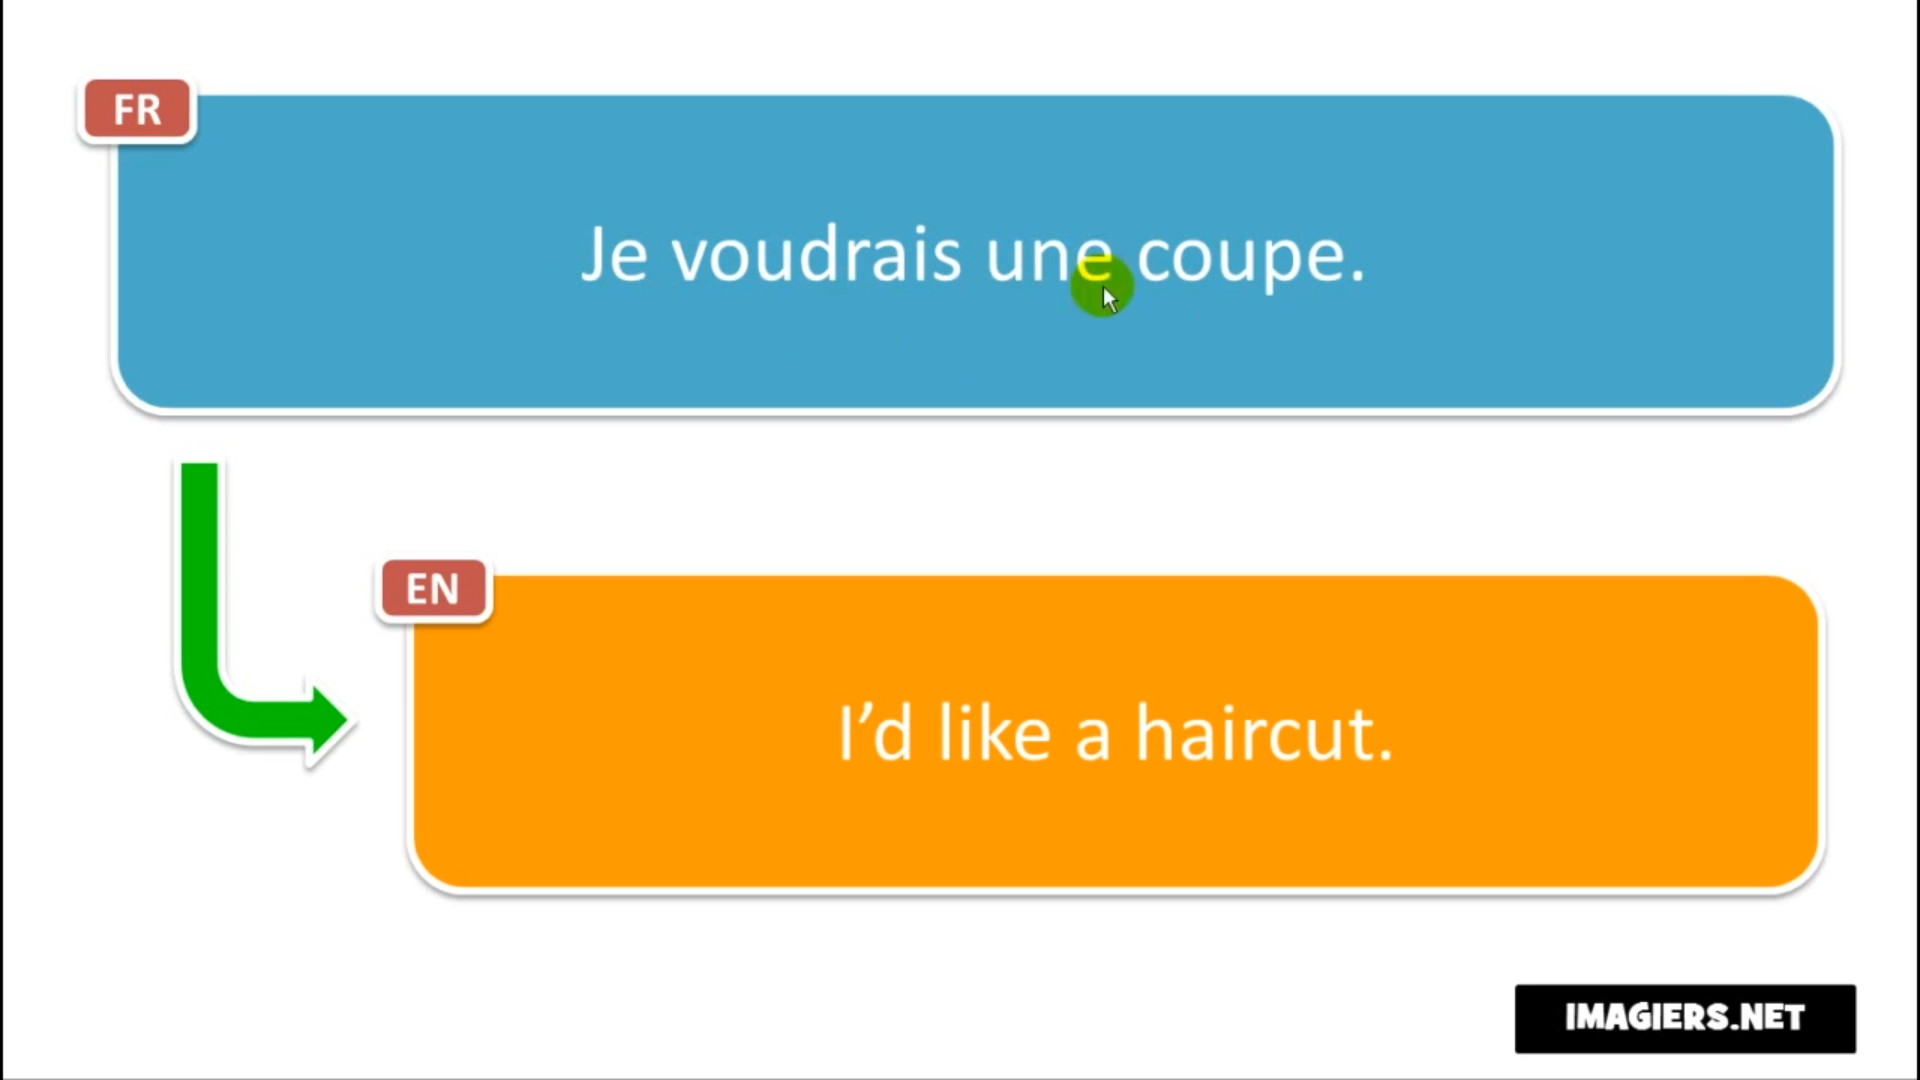 FR
Je voudrais une coupe.
EN
I’d like a haircut.
IMAGIERS.NET